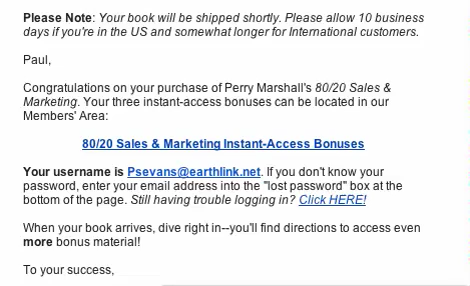 Please Note: Your book will be shipped shortly. Please allow 10 business
days if you're in the US and somewhat longer for International customers.
Paul,
Congratulations on your purchase of Perry Marshall's 80/20 Sales &
Marketing. Your three instant-access bonuses can be located in our
Members' Area:
80/20 Sales & Marketing Instant-Access Bonuses
Your username is Psevans@earthlink.net. If you don't know your
password, enter your email address into the "lost password" box at the
bottom of the page. Still having trouble logging in? Click HERE!
When your book arrives, dive right in--you'll find directions to access even
more bonus material!
To your success,